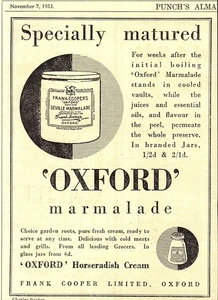 November 7, 1932.
PUNCH'S ALMA
Specially matured
For weeks after the
initial boiling
'Oxford' Marmalade
stands in cooled
vaults, while the
juices and essential
oils, and flavour in
the peel, permeate
the whole preserve.
In branded Jars,
1/2d & 2/1d.
FRANK COOPER'S
SEVILLE MARMALADE
Frank Cooper
OXFORD
'OXFORD'
marmalade
Choice garden roots, pure fresh cream, ready to
serve at any time. Delicious with cold meats
and grills. From all leading Grocers. In
glass jars from 6d.
'OXFORD' Horseradish Cream
FRANK COOPER LIMITED, OXFORD